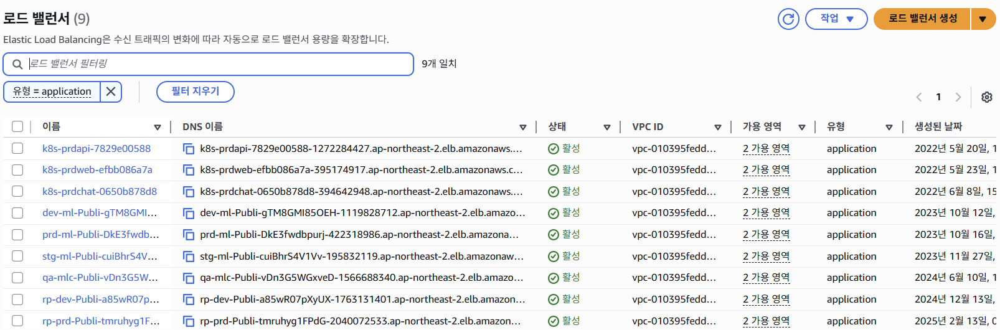 로드 밸런서 (9)
작업
로드 밸런서 생성
Elastic Load Balancing은 수신 트래픽의 변화에 따라 자동으로 로드 밸런서 용량을 확장합니다.
로드 밸런서 필터링
9개 일치
유형 = application
필터 지우기
1
이름 DNS 이름 상태 VPC ID 가용 영역 유형 생성된 날짜
k8s-prdapi-7829e00588 k8s-prdapi-7829e00588-1272284427.ap-northeast-2.elb.amazonaws.... 활성 vpc-010395fedd... 2 가용 영역 application 2022년 5월 20일, 1
k8s-prdweb-efbb086a7a k8s-prdweb-efbb086a7a-395174917.ap-northeast-2.elb.amazonaws.c... 활성 vpc-010395fedd... 2 가용 영역 application 2022년 5월 23일, 1
k8s-prdchat-0650b878d8 k8s-prdchat-0650b878d8-394642948.ap-northeast-2.elb.amazonaws.... 활성 vpc-010395fedd... 2 가용 영역 application 2022년 6월 8일, 15
dev-ml-Publi-gTM8GMI... dev-ml-Publi-gTM8GMI85OEH-1119828712.ap-northeast-2.elb.amazo... 활성 vpc-010395fedd... 2 가용 영역 application 2023년 10월 12일,
prd-ml-Publi-DkE3fwdb... prd-ml-Publi-DkE3fwdbpurj-422318986.ap-northeast-2.elb.amazona... 활성 vpc-010395fedd... 2 가용 영역 application 2023년 10월 16일,
stg-ml-Publi-cuiBhrS4V... stg-ml-Publi-cuiBhrS4V1Vv-195832119.ap-northeast-2.elb.amazonaw... 활성 vpc-010395fedd... 2 가용 영역 application 2023년 11월 27일,
qa-mlc-Publi-vDn3G5W... qa-mlc-Publi-vDn3G5WGxveD-1566688340.ap-northeast-2.elb.amazo... 활성 vpc-010395fedd... 2 가용 영역 application 2024년 6월 10일, 1
rp-dev-Publi-a85wR07p... rp-dev-Publi-a85wR07pXyUX-1763131401.ap-northeast-2.elb.amazon... 활성 vpc-010395fedd... 2 가용 영역 application 2024년 12월 13일,
rp-prd-Publi-tmruhyg1F... rp-prd-Publi-tmruhyg1FPdG-2040072533.ap-northeast-2.elb.amazon... 활성 vpc-010395fedd... 2 가용 영역 application 2025년 2월 13일, 0